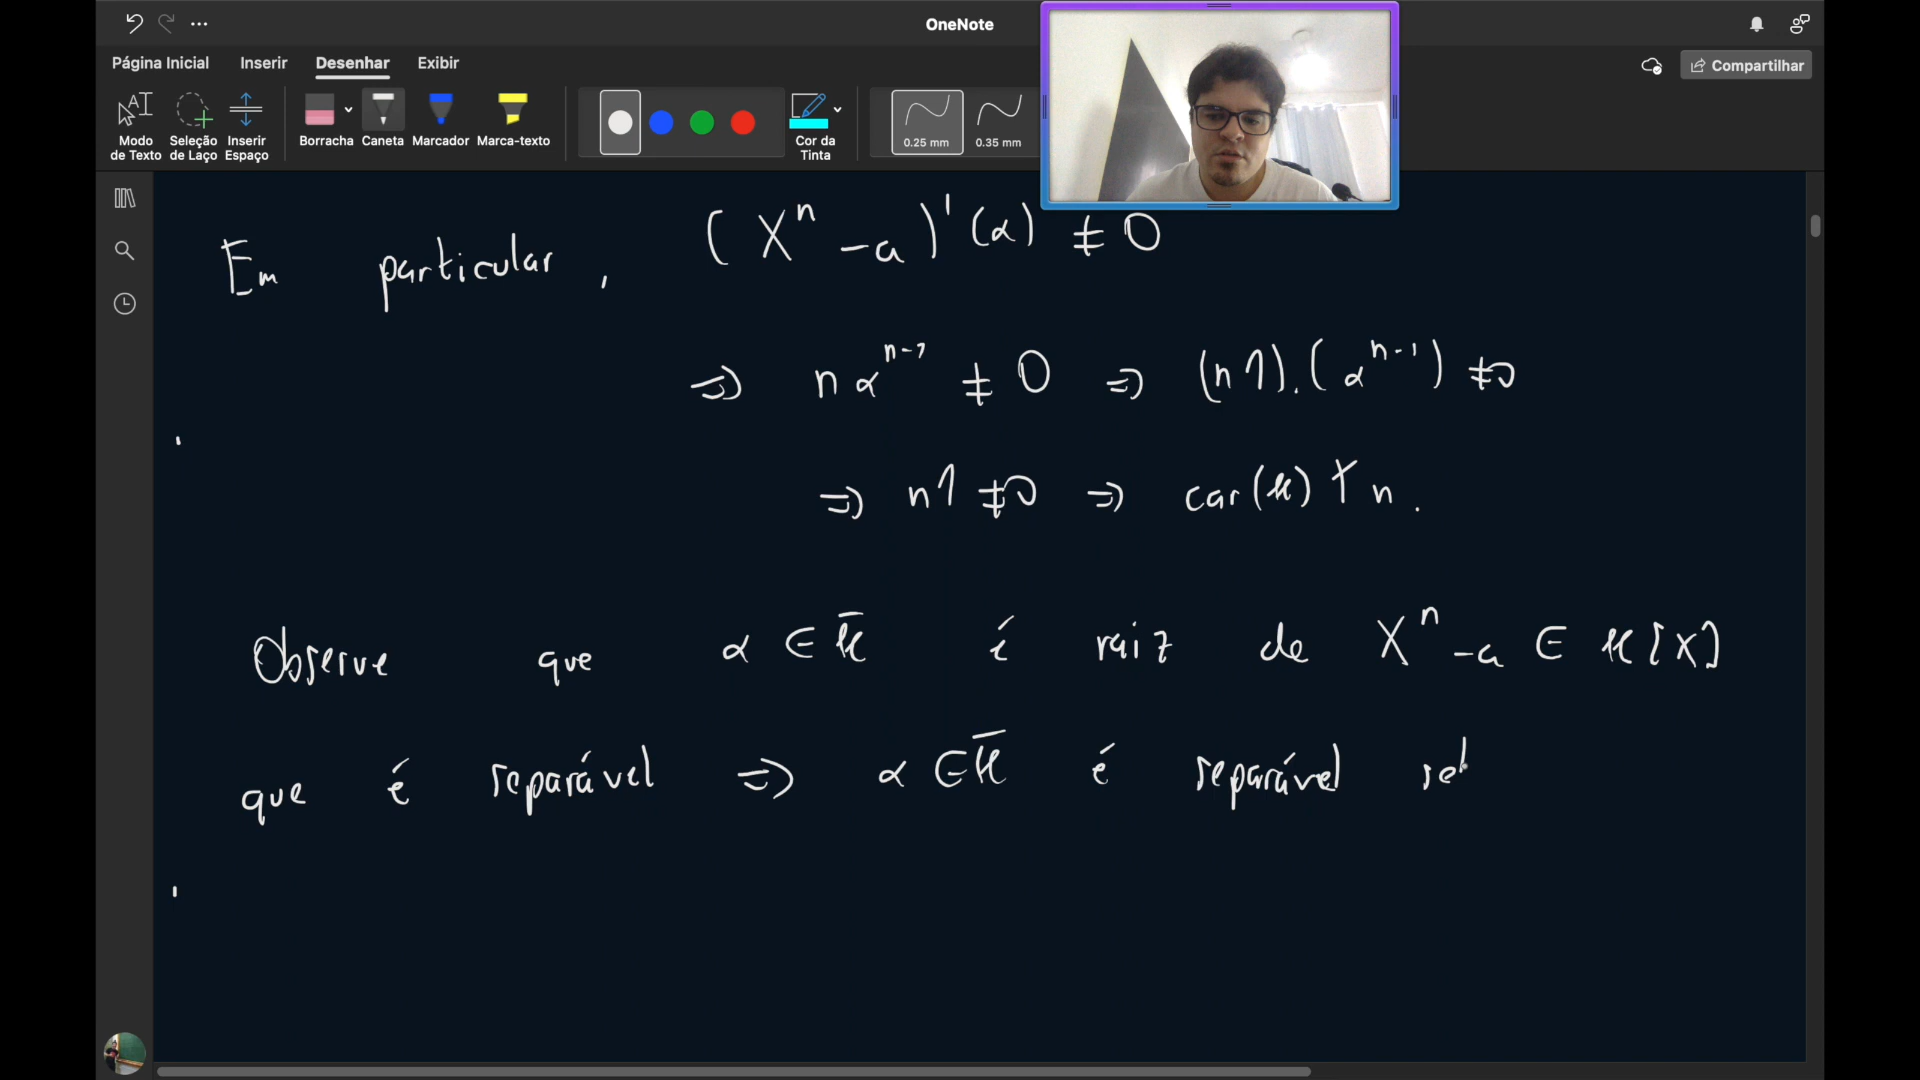 OneNote
Página Inicial Inserir Desenhar Exibir
Compartilhar
Modo de Texto
Seleção de Laço
Inserir Espaço
Borracha
Caneta
Marcador
Marca-texto
Cor da Tinta
0.25 mm
0.35 mm
Em particular, (X^n - a)'(α) ≠ 0
⇒ n α^{n-1} ≠ 0 ⇒ (n1).(α^{n-1}) ≠ 0
⇒ n1 ≠ 0 ⇒ car(K) ∤ n.
Observe que α ∈ K̄ é raiz de X^n - a ∈ K[X]
que é separável ⇒ α ∈ K̄ é separável